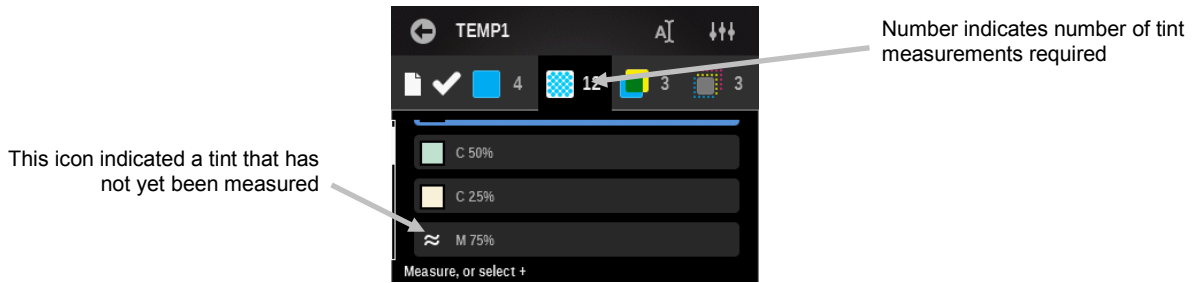 TEMP1
Number indicates number of tint
measurements required
4 12 3 3
This icon indicated a tint that has
not yet been measured
C 50%
C 25%
≈ M 75%
Measure, or select +